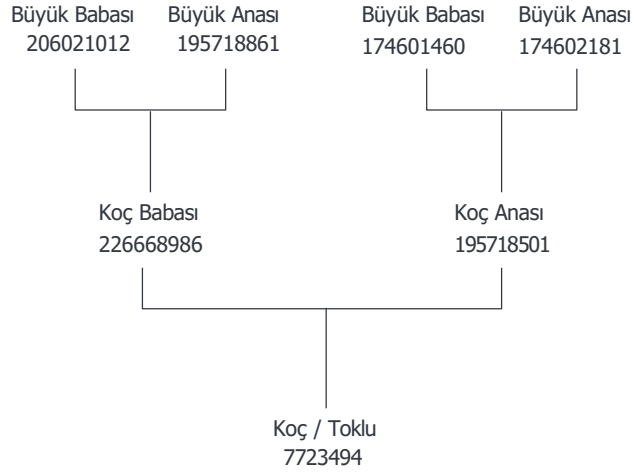 Büyük Babası
206021012
Büyük Anası
195718861
Büyük Babası
174601460
Büyük Anası
174602181
Koç Babası
226668986
Koç Anası
195718501
Koç / Toklu
7723494